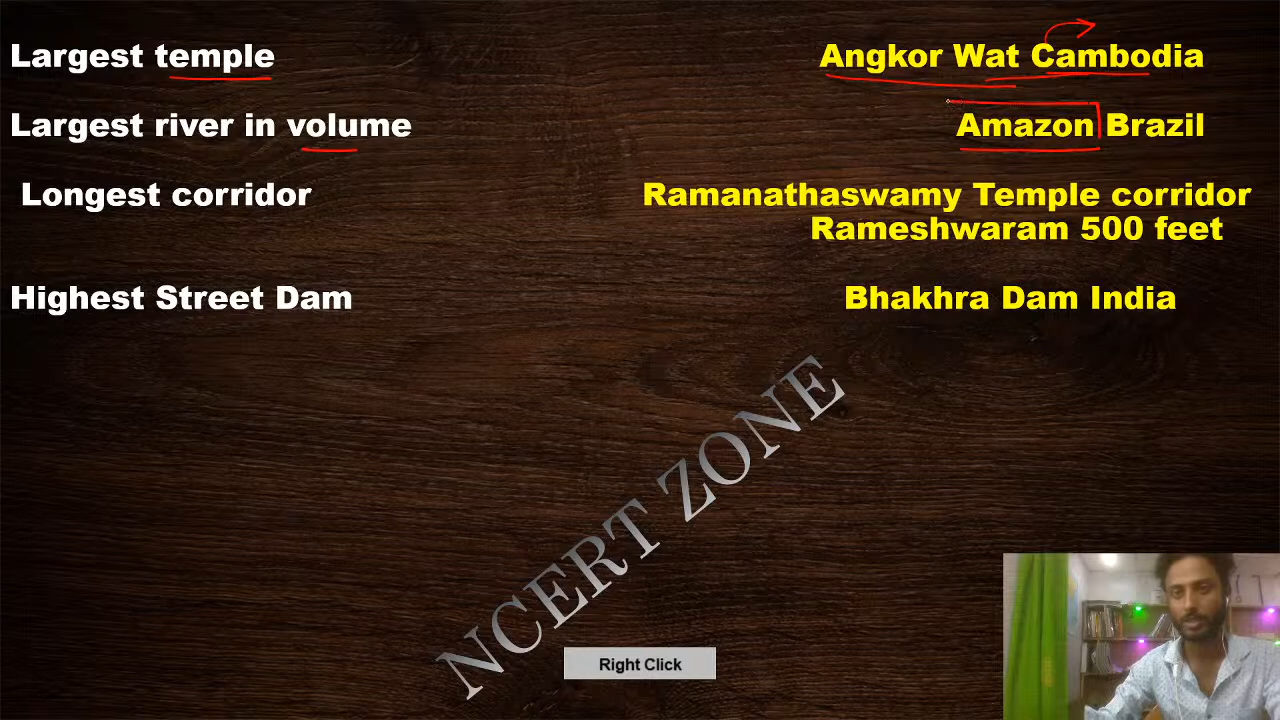 Largest temple
Angkor Wat Cambodia
Largest river in volume
Amazon Brazil
Longest corridor
Ramanathaswamy Temple corridor
Rameshwaram 500 feet
Highest Street Dam
Bhakhra Dam India
NCERT ZONE
Right Click